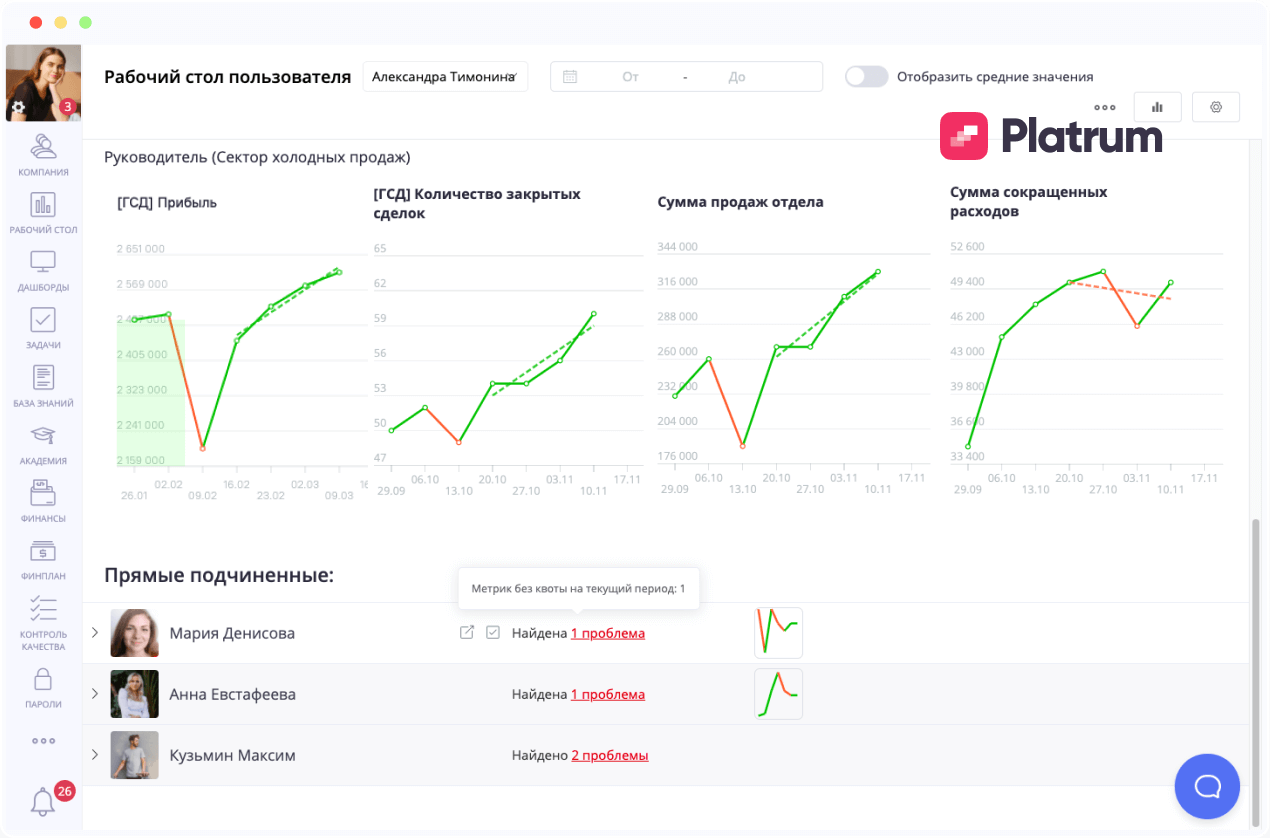 Рабочий стол пользователя
Александра Тимонина
От - До
Отобразить средние значения
3
Platrum
КОМПАНИЯ
РАБОЧИЙ СТОЛ
ДАШБОРДЫ
ЗАДАЧИ
БАЗА ЗНАНИЙ
АКАДЕМИЯ
ФИНАНСЫ
ФИНПЛАН
КОНТРОЛЬ
КАЧЕСТВА
ПАРОЛИ
26
Руководитель (Сектор холодных продаж)
[ГСД] Прибыль
2 651 000
2 569 000
2 487 000
2 405 000
2 323 000
2 241 000
2 159 000
02.02 16.02 02.03 16
26.01 09.02 23.02 09.03
[ГСД] Количество закрытых
сделок
65
62
59
56
53
50
47
06.10 20.10 03.11 17.11
29.09 13.10 27.10 10.11
Сумма продаж отдела
344 000
316 000
288 000
260 000
232 000
204 000
176 000
06.10 20.10 03.11 17.11
29.09 13.10 27.10 10.11
Сумма сокращенных
расходов
52 600
49 400
46 200
43 000
39 800
36 600
33 400
06.10 20.10 03.11 17.11
29.09 13.10 27.10 10.11
Прямые подчиненные:
Метрик без квоты на текущий период: 1
Мария Денисова Найдена 1 проблема
Анна Евстафеева Найдена 1 проблема
Кузьмин Максим Найдено 2 проблемы